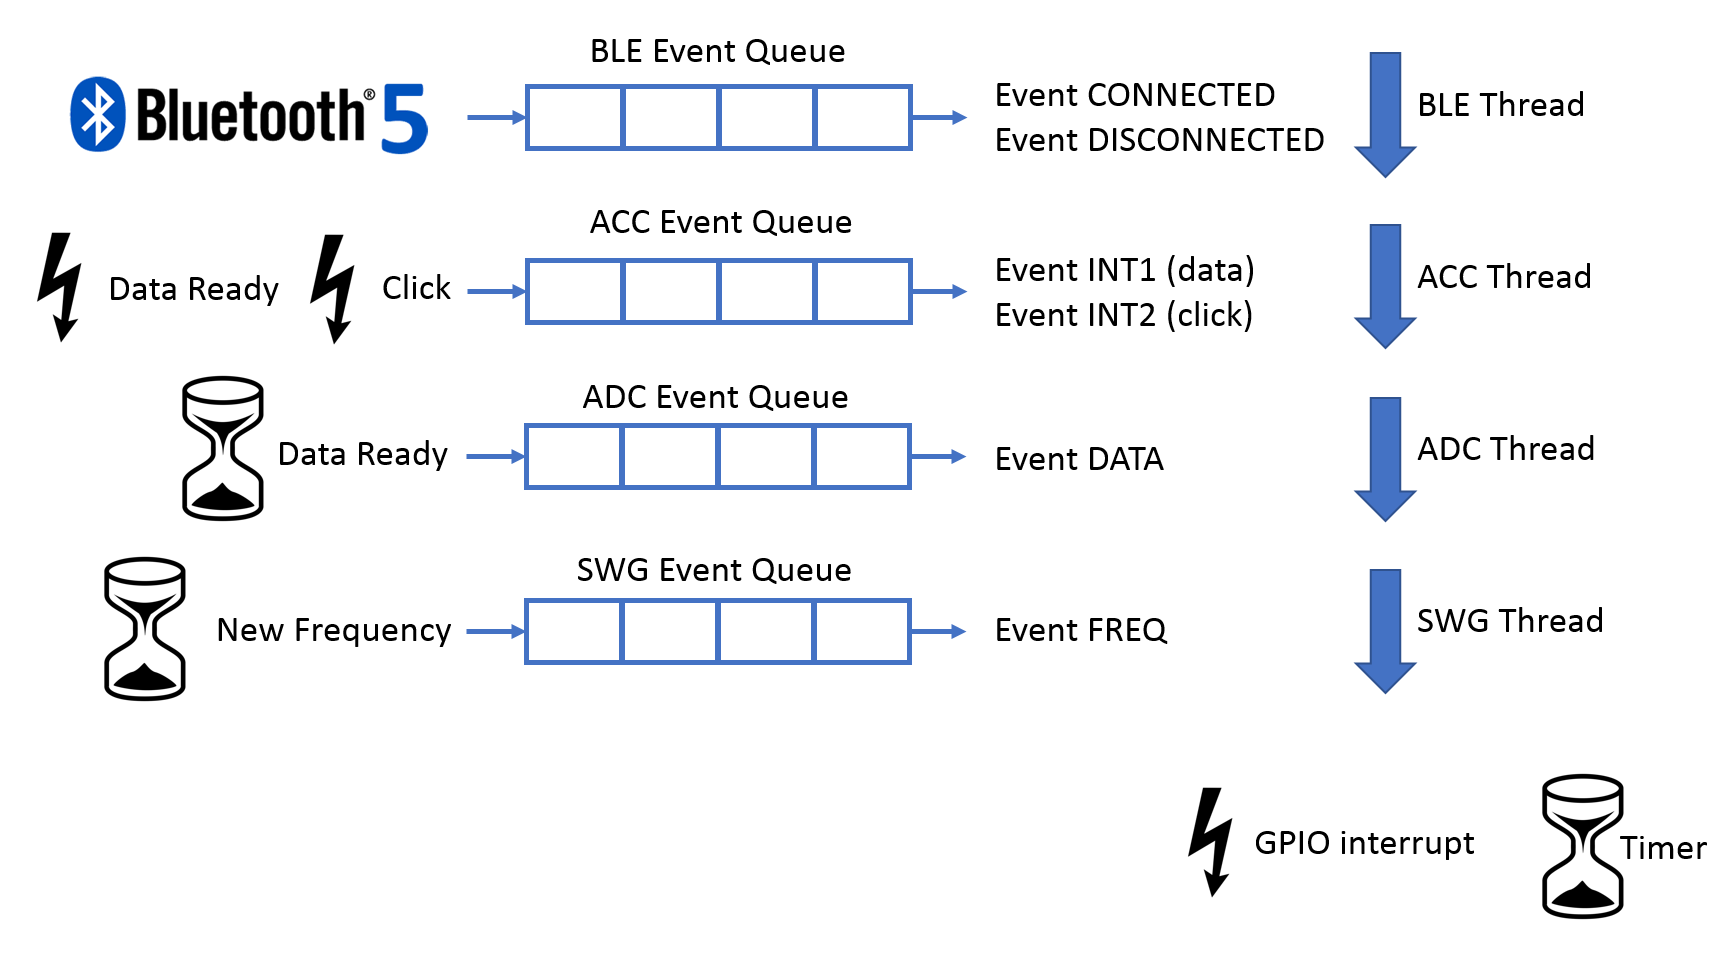 BLE Event Queue
Bluetooth® 5
Event CONNECTED
Event DISCONNECTED
BLE Thread
ACC Event Queue
Data Ready
Click
Event INT1 (data)
Event INT2 (click)
ACC Thread
ADC Event Queue
Data Ready
Event DATA
ADC Thread
SWG Event Queue
New Frequency
Event FREQ
SWG Thread
GPIO interrupt
Timer